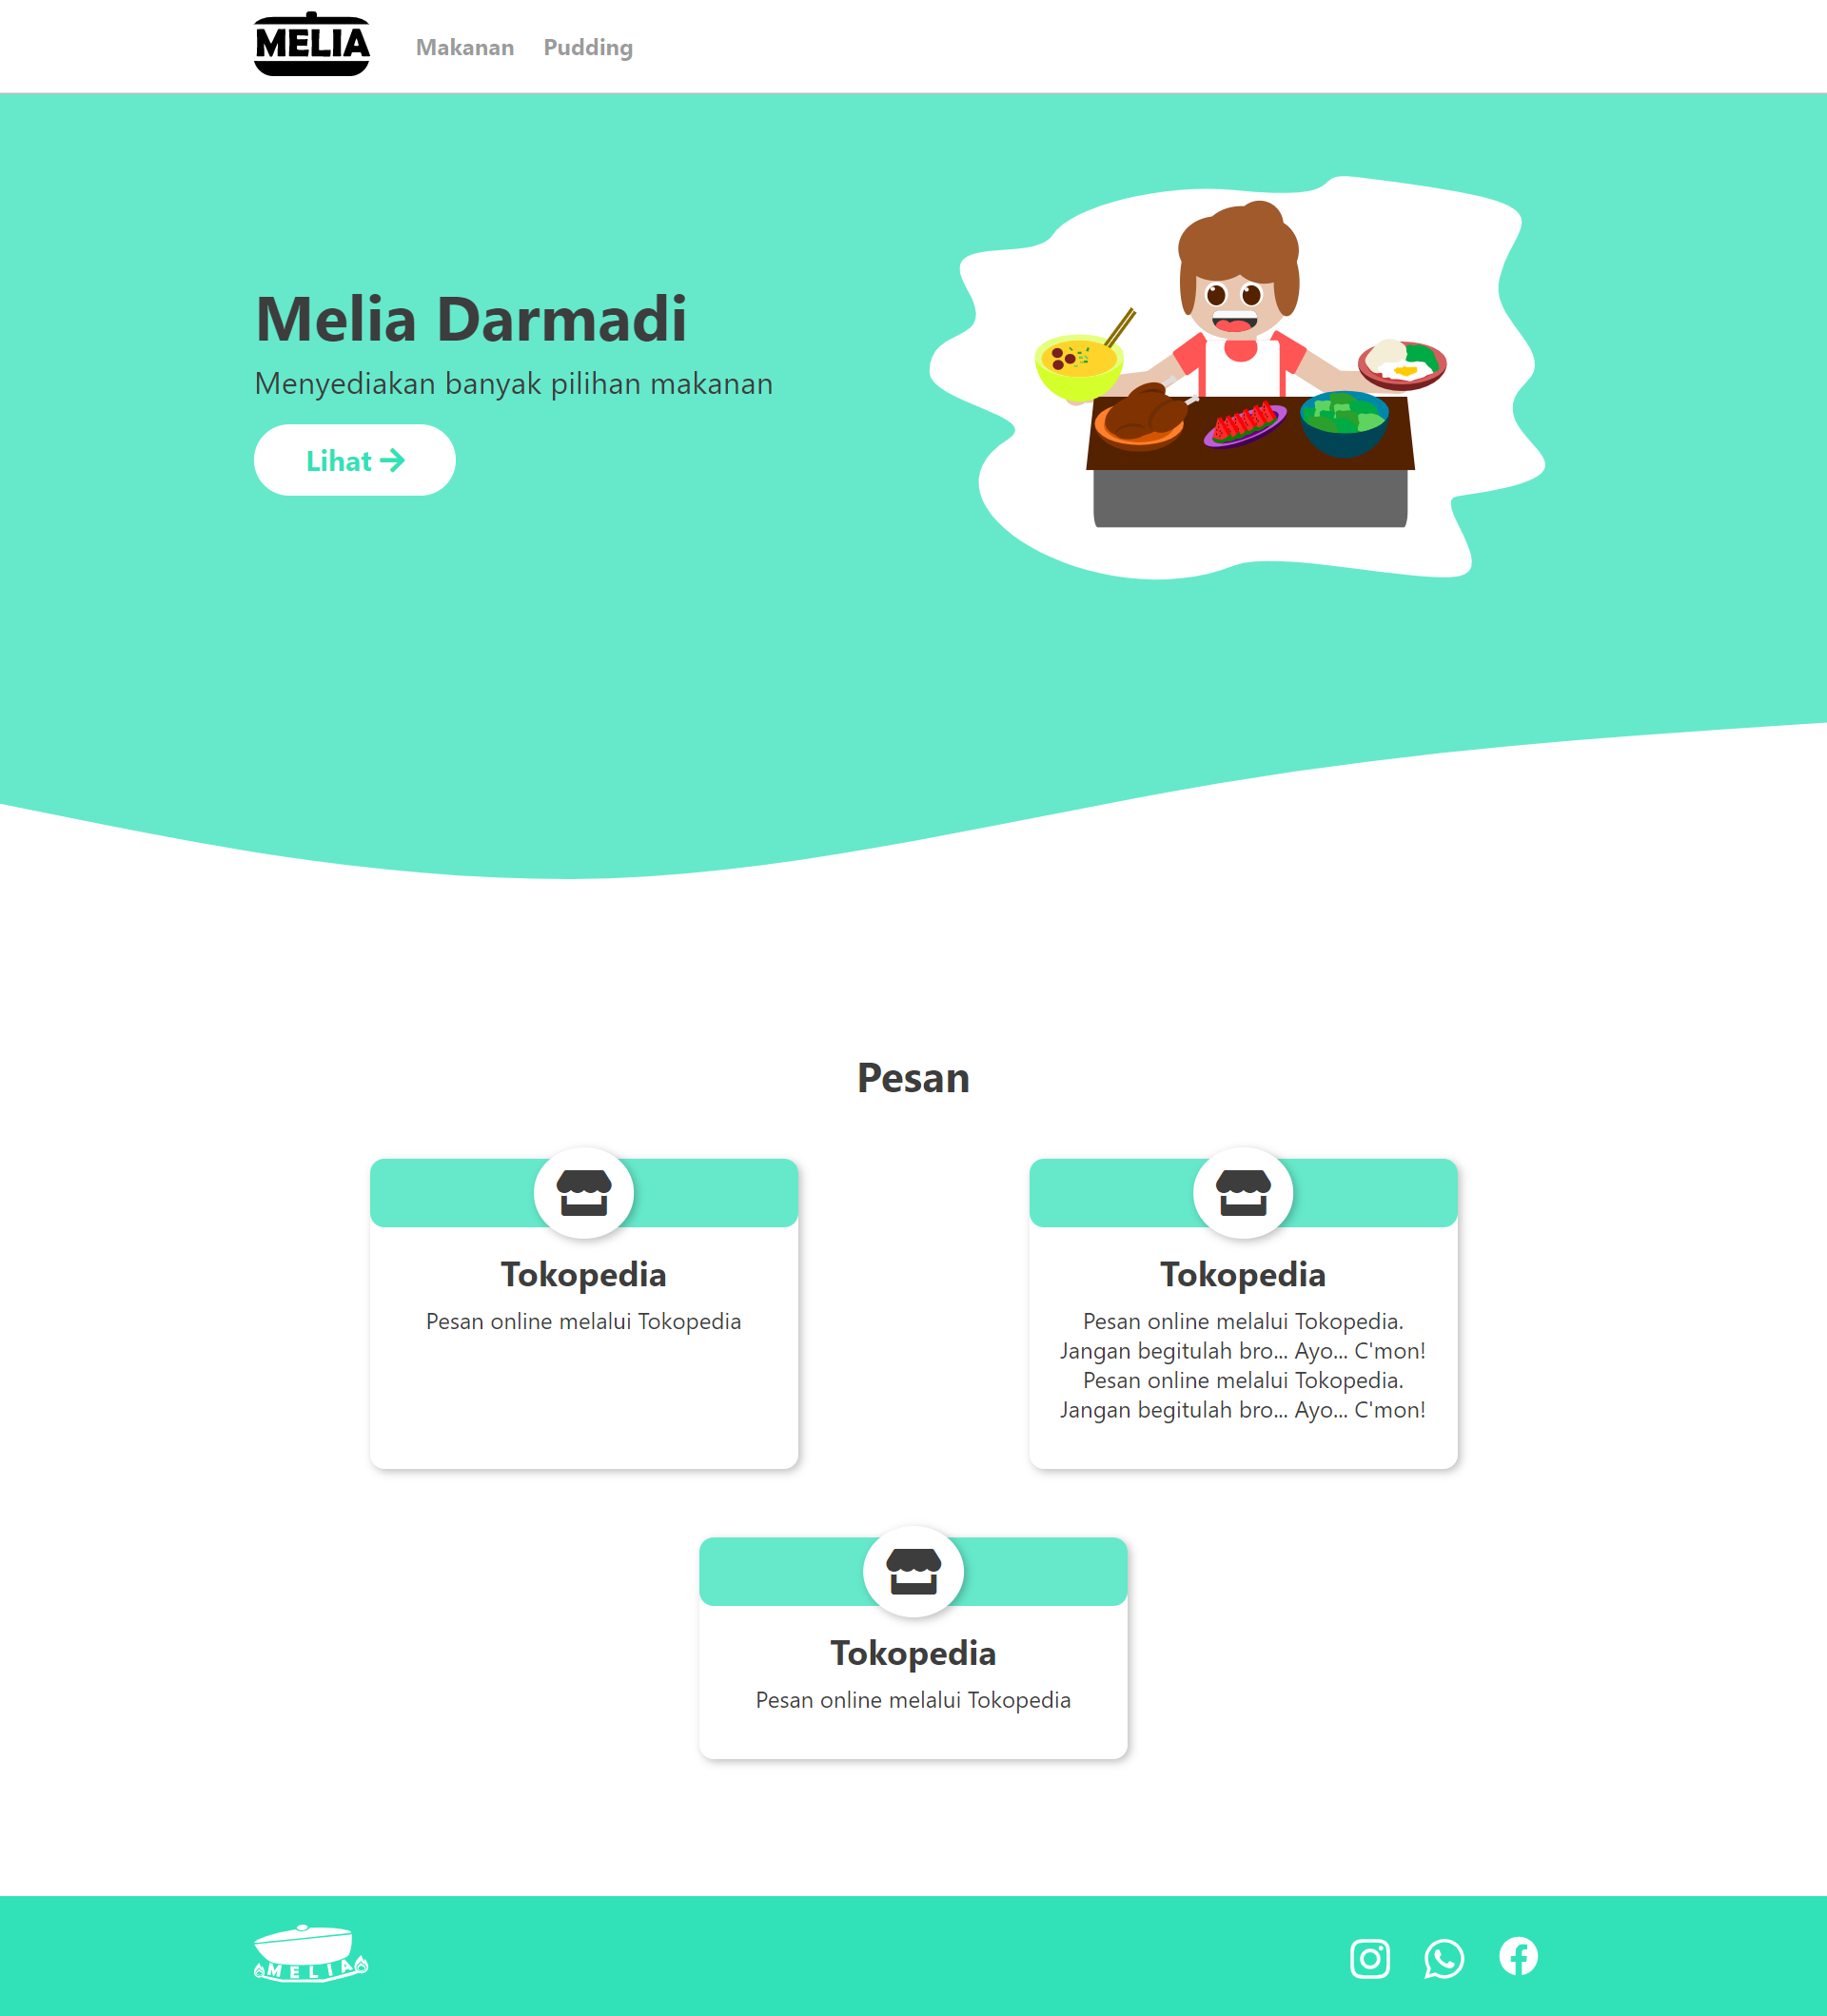 MELIA
Makanan
Pudding
Melia Darmadi
Menyediakan banyak pilihan makanan
Lihat
Pesan
Tokopedia
Pesan online melalui Tokopedia
Tokopedia
Pesan online melalui Tokopedia.
Jangan begitulah bro... Ayo... C'mon!
Pesan online melalui Tokopedia.
Jangan begitulah bro... Ayo... C'mon!
Tokopedia
Pesan online melalui Tokopedia
MELIA